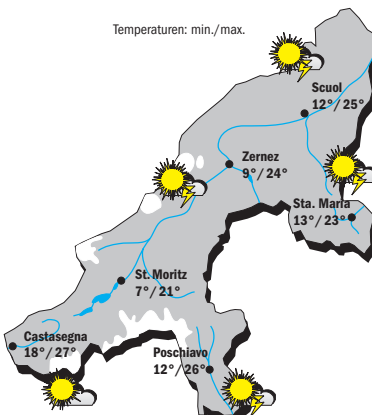 Temperaturen: min./max.
Scuol
12°/25°
Zernez
9°/24°
Sta. Maria
13°/23°
St. Moritz
7°/21°
Castasegna
18°/27°
Poschiavo
12°/26°